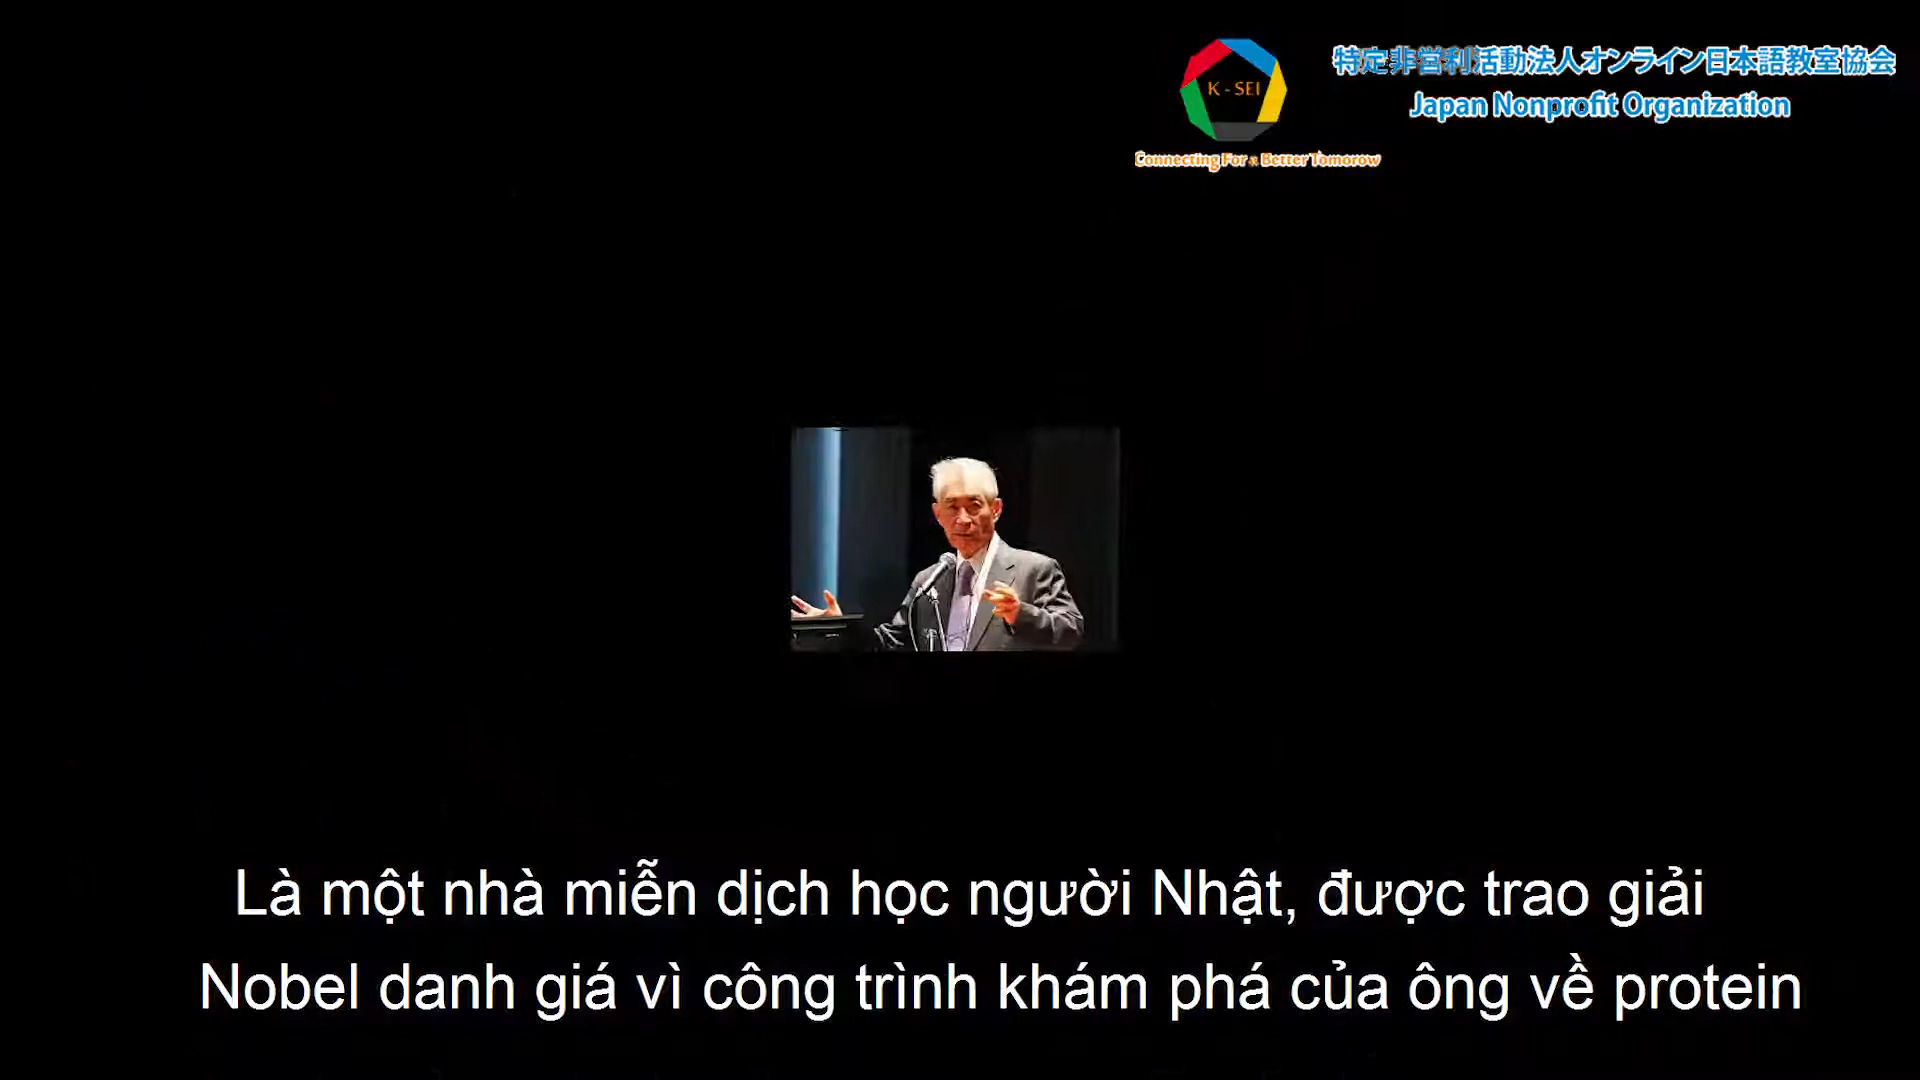 K - SEI
特定非営利活動法人オンライン日本語教室協会
Japan Nonprofit Organization
Connecting For a Better Tomorow
Là một nhà miễn dịch học người Nhật, được trao giải
Nobel danh giá vì công trình khám phá của ông về protein